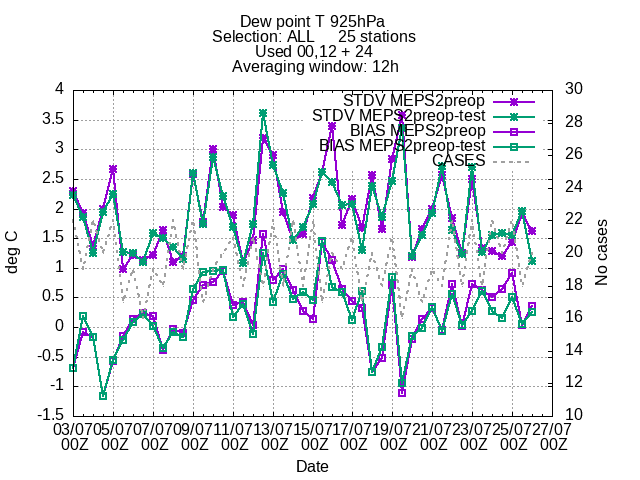 Dew point T 925hPa
Selection: ALL 25 stations
Used 00,12 + 24
Averaging window: 12h
4 30
STDV MEPS2preop
3.5 28
STDV MEPS2preop-test
BIAS MEPS2preop
3 26
BIAS MEPS2preop-test
CASES
2.5 24
2 22
1.5 20
deg C
No cases
1 18
0.5 16
0 14
-0.5
-1 12
-1.5 10
03/07 05/07 07/07 09/07 11/07 13/07 15/07 17/07 19/07 21/07 23/07 25/07 27/07
00Z 00Z 00Z 00Z 00Z 00Z 00Z 00Z 00Z 00Z 00Z 00Z 00Z
Date